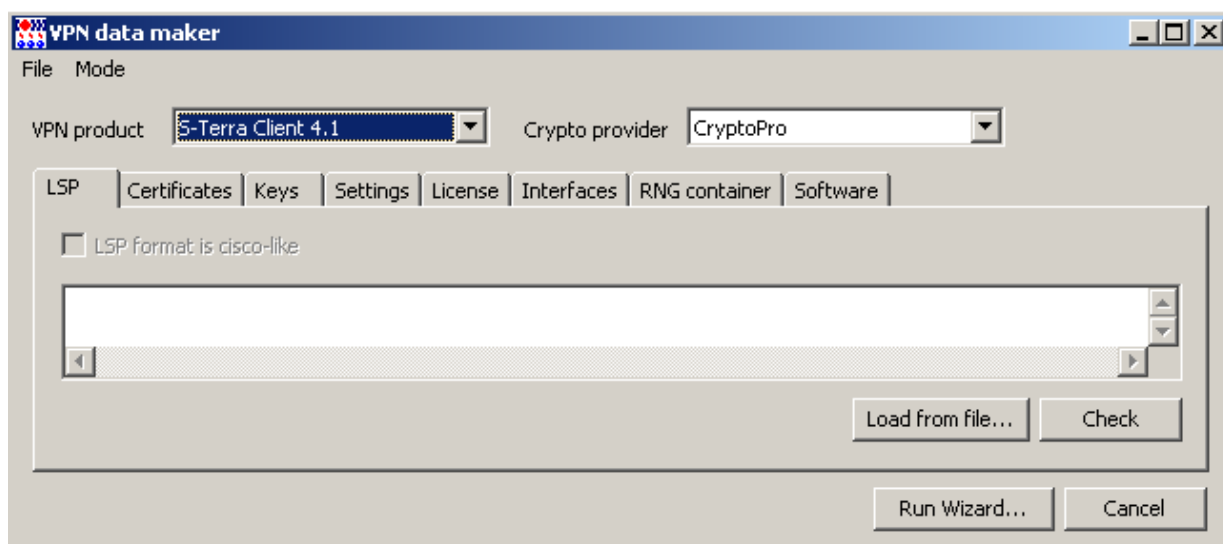 VPN data maker
File Mode
VPN product S-Terra Client 4.1 Crypto provider CryptoPro
LSP Certificates Keys Settings License Interfaces RNG container Software
LSP format is cisco-like
Load from file... Check
Run Wizard... Cancel